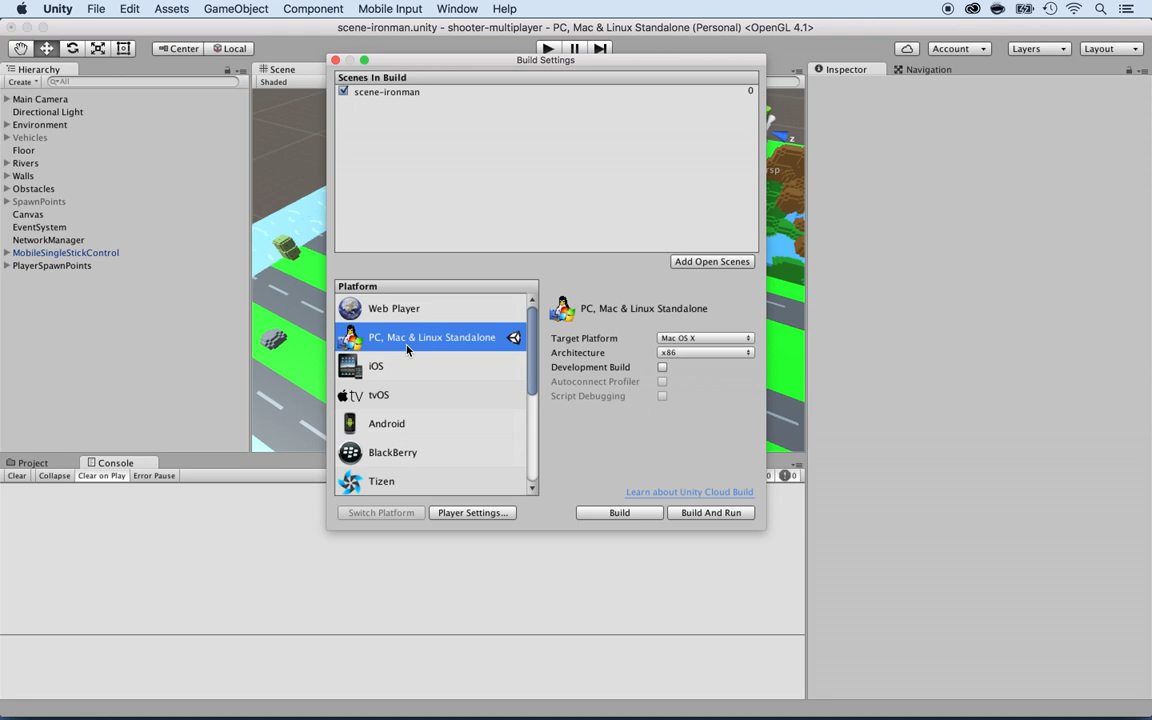 Unity File Edit Assets GameObject Component Mobile Input Window Help
scene-ironman.unity - shooter-multiplayer - PC, Mac & Linux Standalone (Personal) <OpenGL 4.1>
Center Local Account Layers Layout
Build Settings
Hierarchy
Create All
Main Camera
Directional Light
Environment
Vehicles
Floor
Rivers
Walls
Obstacles
SpawnPoints
Canvas
EventSystem
NetworkManager
MobileSingleStickControl
PlayerSpawnPoints
Scene
Shaded
Scenes In Build
scene-ironman 0
Add Open Scenes
Platform
Web Player
PC, Mac & Linux Standalone
iOS
tv tvOS
Android
BlackBerry
Tizen
PC, Mac & Linux Standalone
Target Platform Mac OS X
Architecture x86
Development Build
Autoconnect Profiler
Script Debugging
Learn about Unity Cloud Build
Switch Platform Player Settings... Build Build And Run
z
rsp
Inspector Navigation
Project Console
Clear Collapse Clear on Play Error Pause 0 0